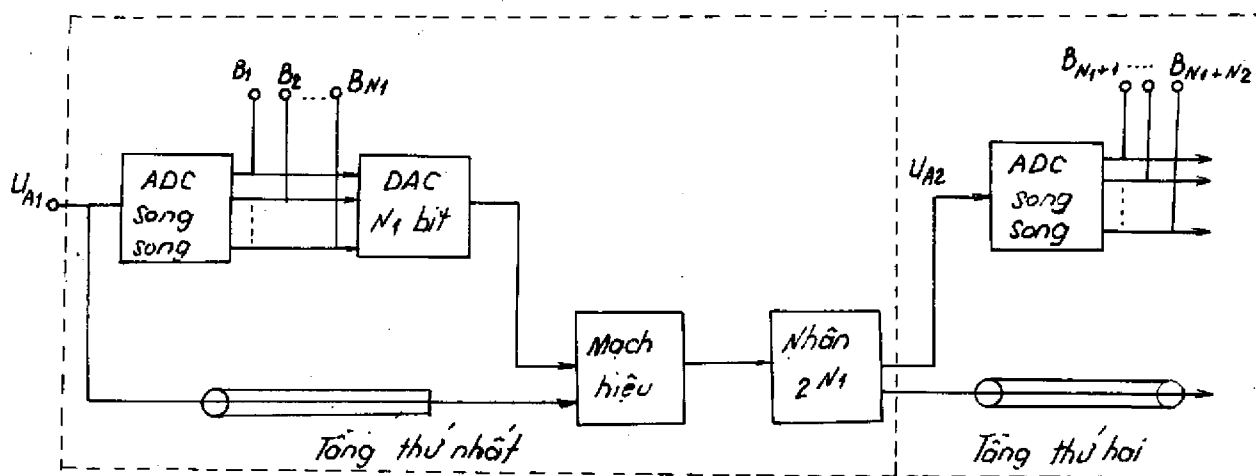 B1 B2 ..... BN1
BN1+1 ..... BN1+N2
UA1
ADC
song
song
DAC
N1 bit
UA2
ADC
song
song
Mạch
hiệu
Nhân
2 N1
Tầng thứ nhất
Tầng thứ hai